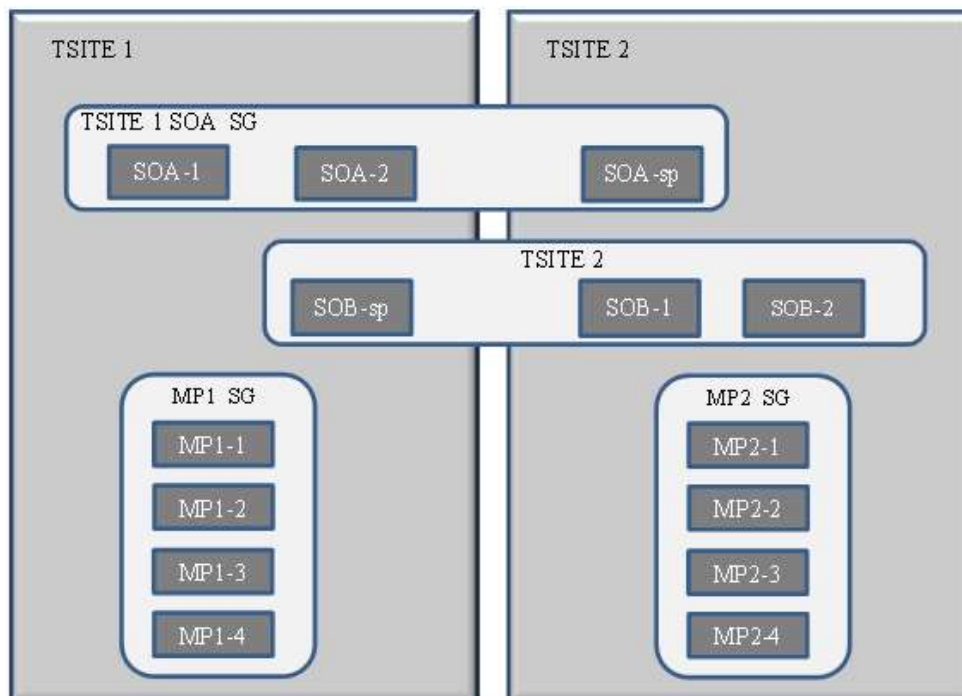 TSITE 1
TSITE 2
TSITE 1 SOA SG
SOA-1
SOA-2
SOA-sp
TSITE 2
SOB-sp
SOB-1
SOB-2
MP1 SG
MP1-1
MP1-2
MP1-3
MP1-4
MP2 SG
MP2-1
MP2-2
MP2-3
MP2-4